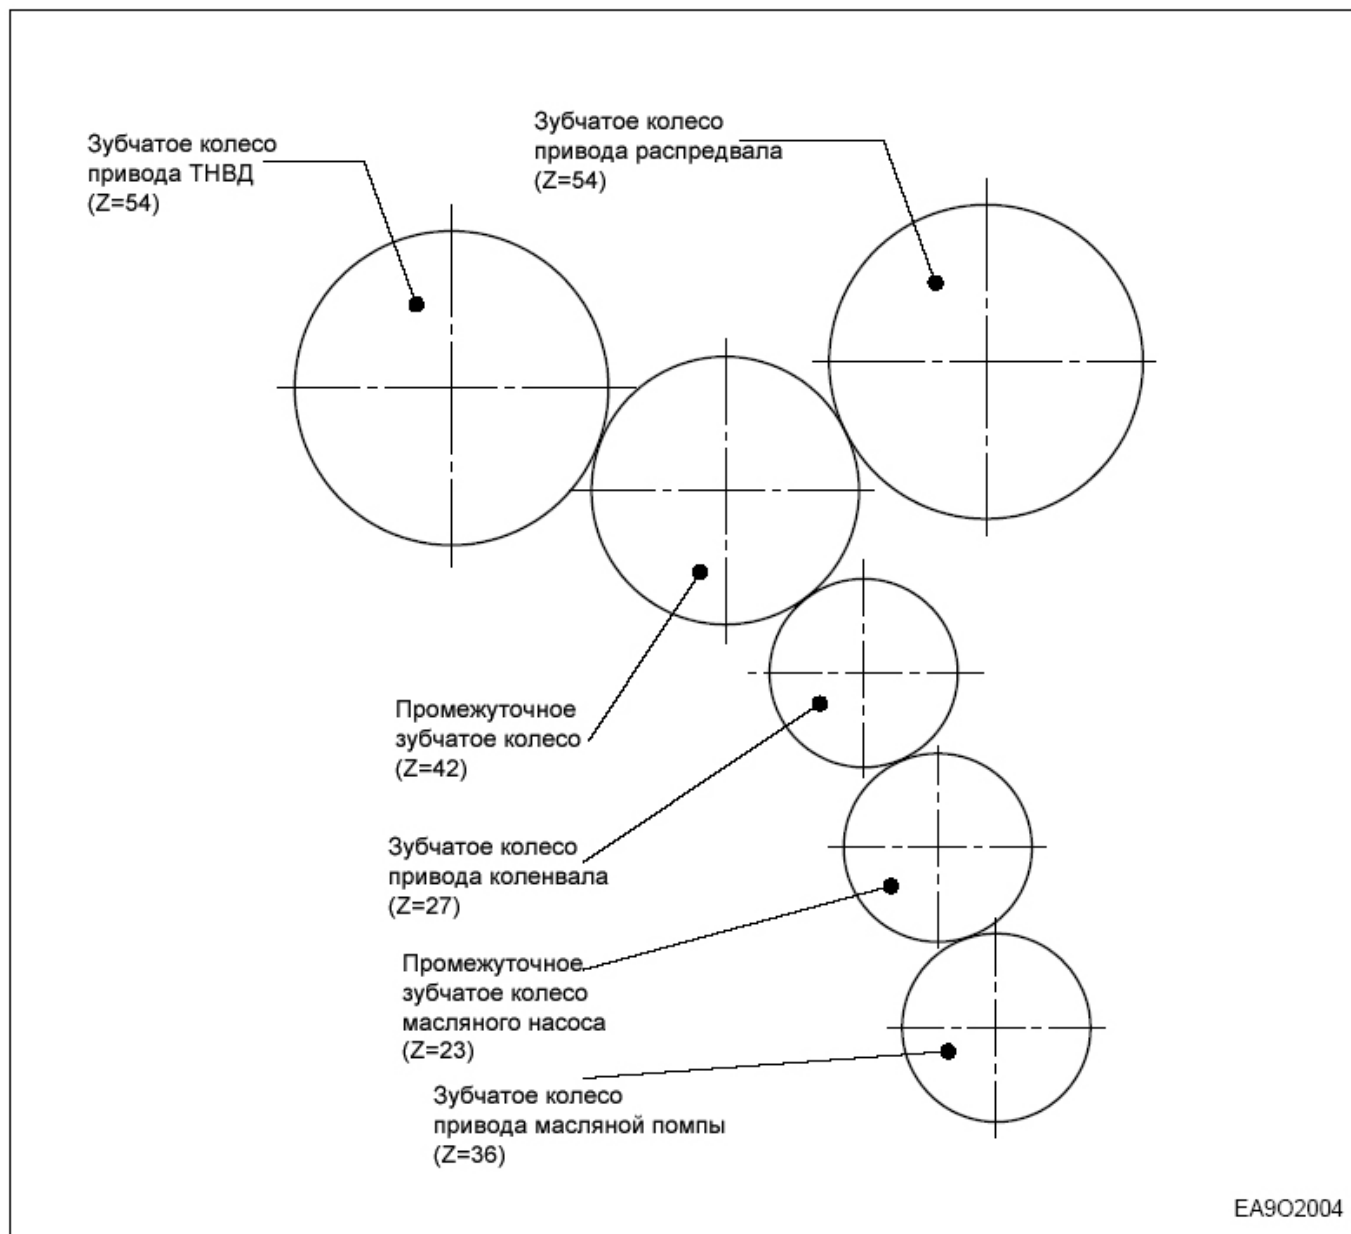 Зубчатое колесо
привода ТНВД
(Z=54)
Зубчатое колесо
привода распредвала
(Z=54)
Промежуточное
зубчатое колесо
(Z=42)
Зубчатое колесо
привода коленвала
(Z=27)
Промежуточное
зубчатое колесо
масляного насоса
(Z=23)
Зубчатое колесо
привода масляной помпы
(Z=36)
EA9O2004